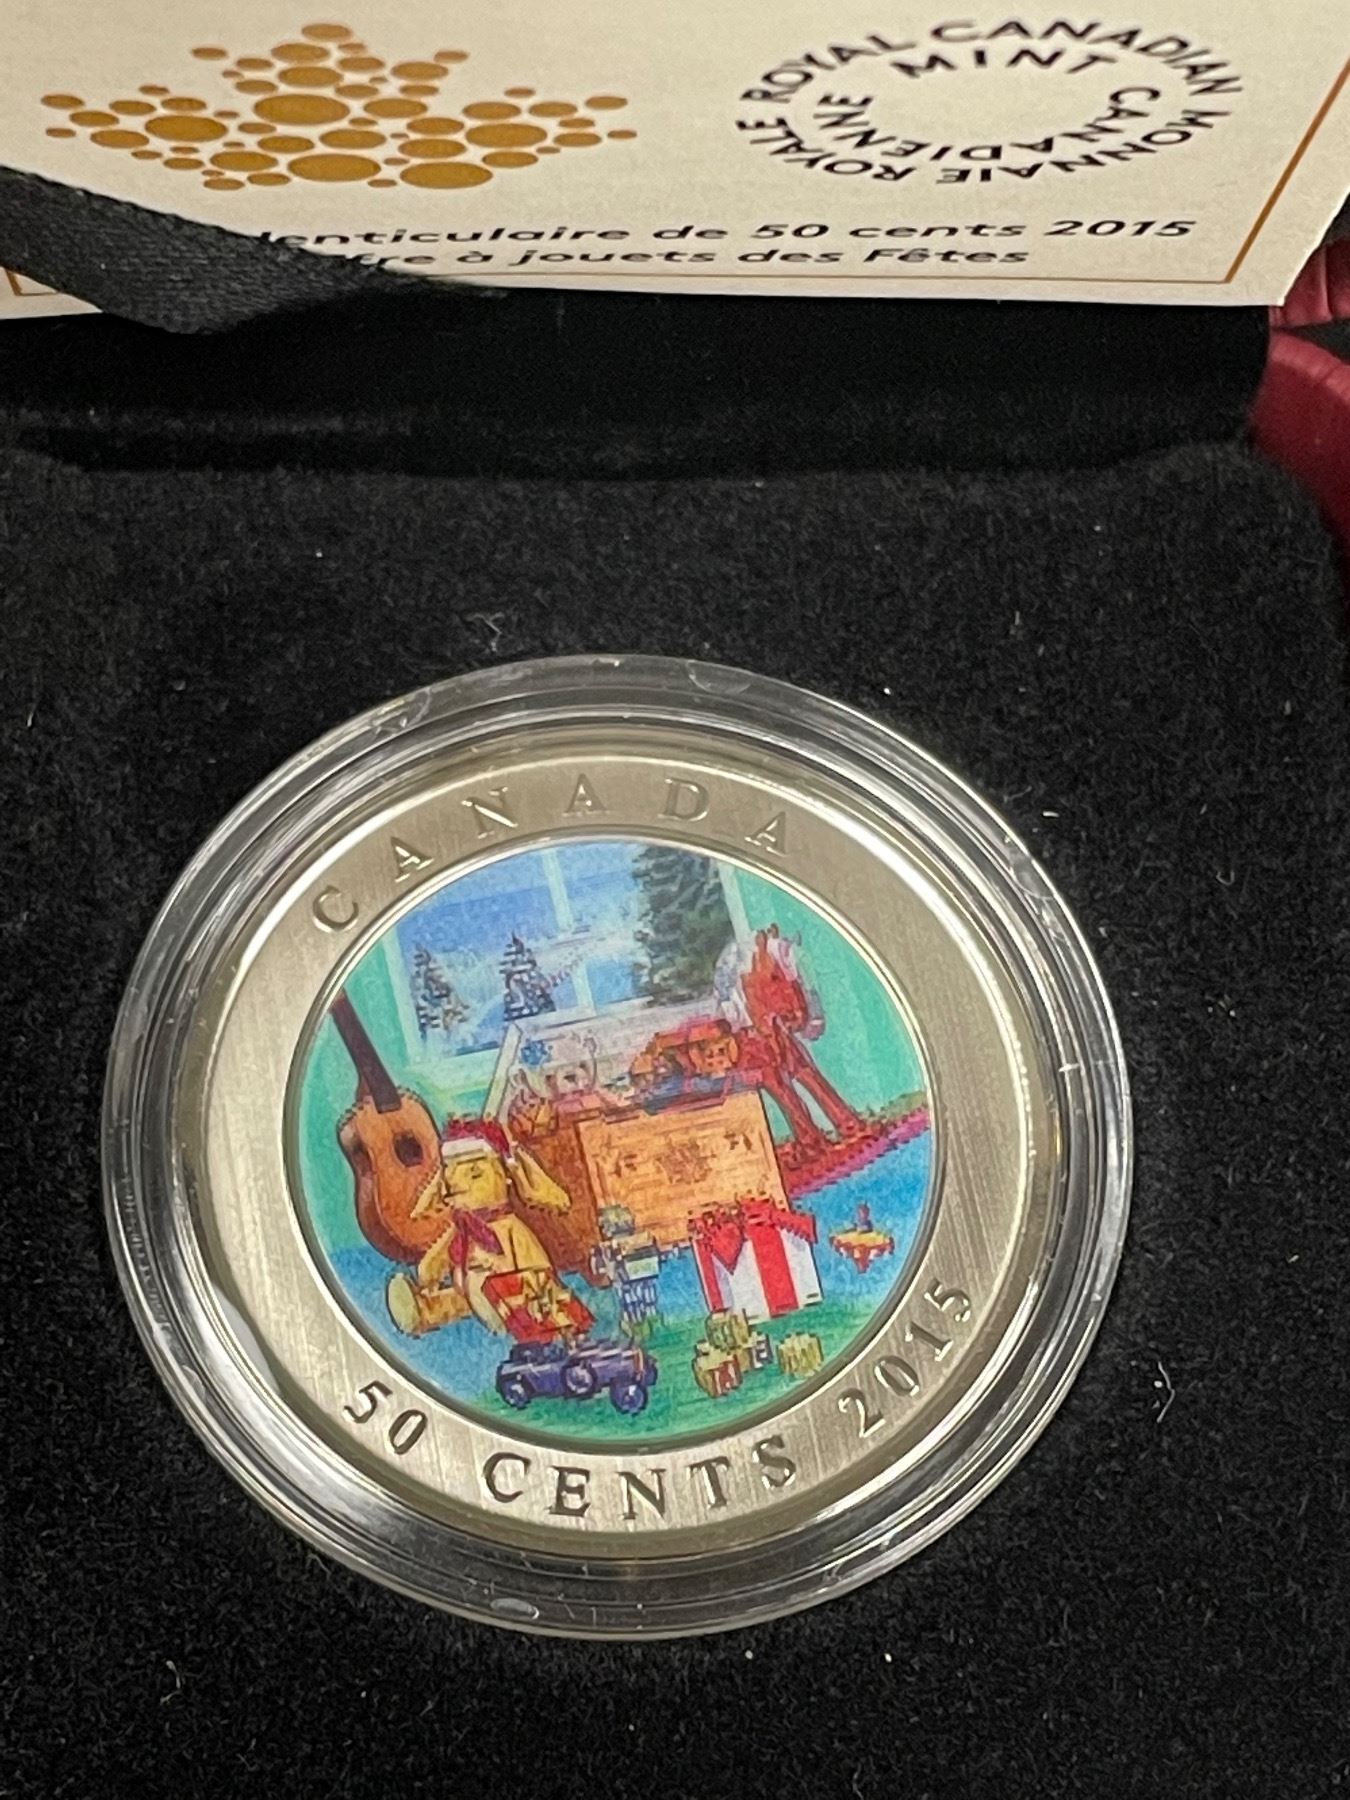 ROYAL CANADIAN MINT
MONNAIE ROYALE CANADIENNE
lenticulaire de 50 cents 2015
à jouets des Fêtes
CANADA
50 CENTS 2015